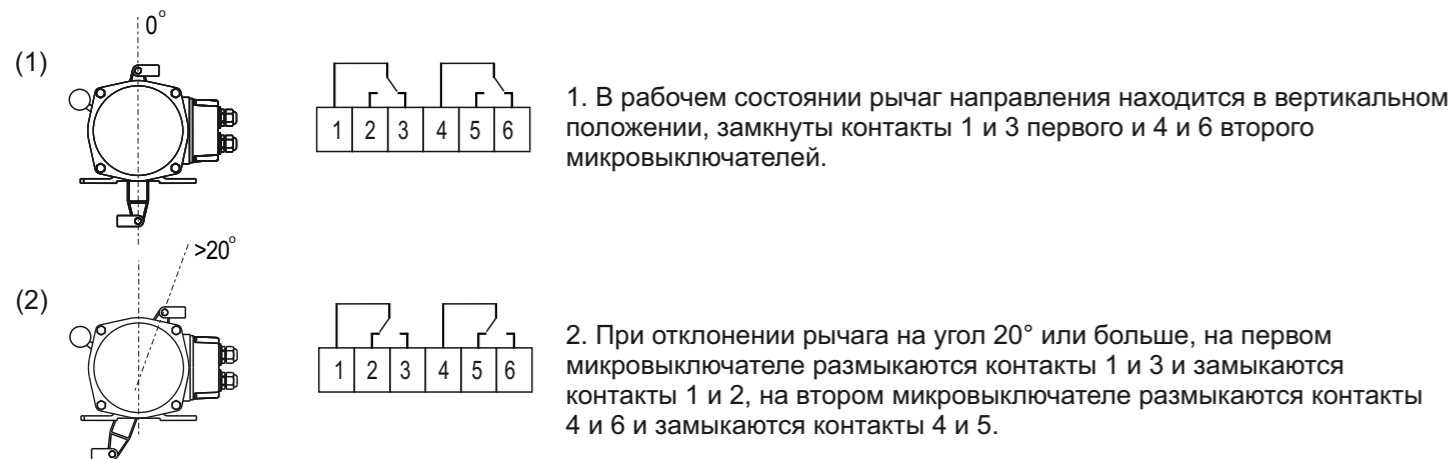 0°
(1)
1 2 3 4 5 6
1. В рабочем состоянии рычаг направления находится в вертикальном
положении, замкнуты контакты 1 и 3 первого и 4 и 6 второго
микровыключателей.
>20°
(2)
1 2 3 4 5 6
2. При отклонении рычага на угол 20° или больше, на первом
микровыключателе размыкаются контакты 1 и 3 и замыкаются
контакты 1 и 2, на втором микровыключателе размыкаются контакты
4 и 6 и замыкаются контакты 4 и 5.